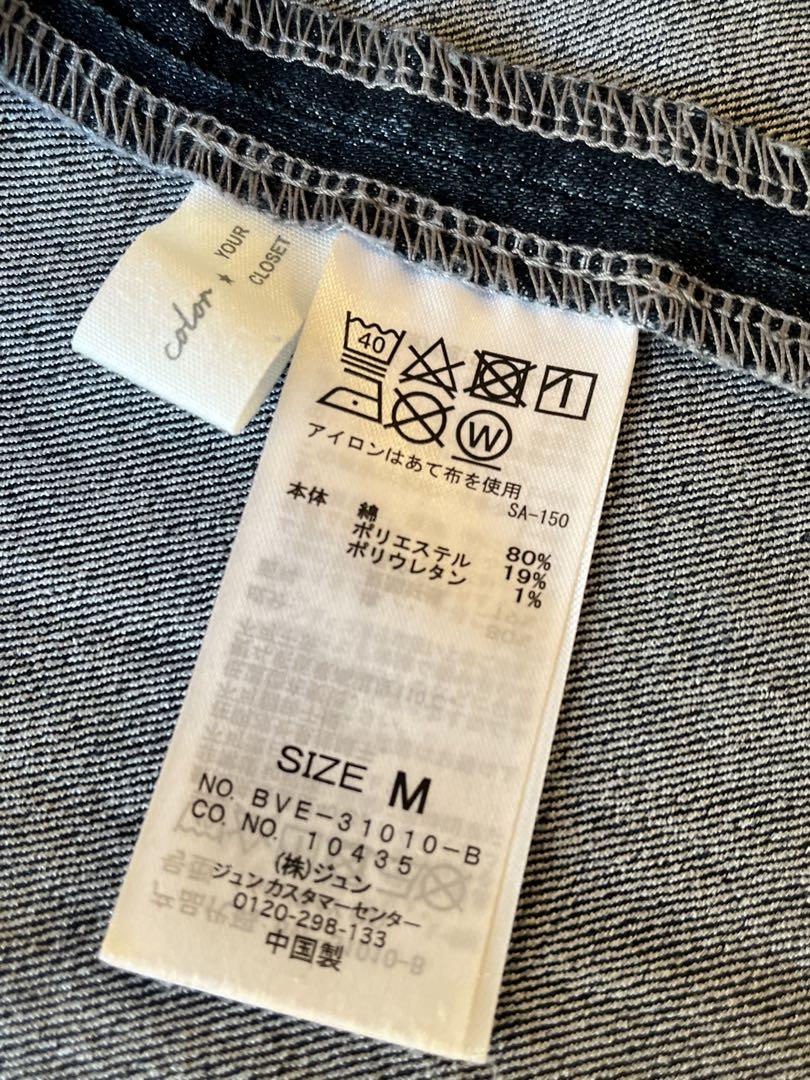 color
YOUR
CLOSET
40
W
アイロンはあて布を使用
SA-150
本体 綿 80%
ポリエステル 19%
ポリウレタン 1%
SIZE M
NO. BVE-31010-B
CO. NO. 10435
(株)ジュン
ジュンカスタマーセンター
0120-298-133
中国製